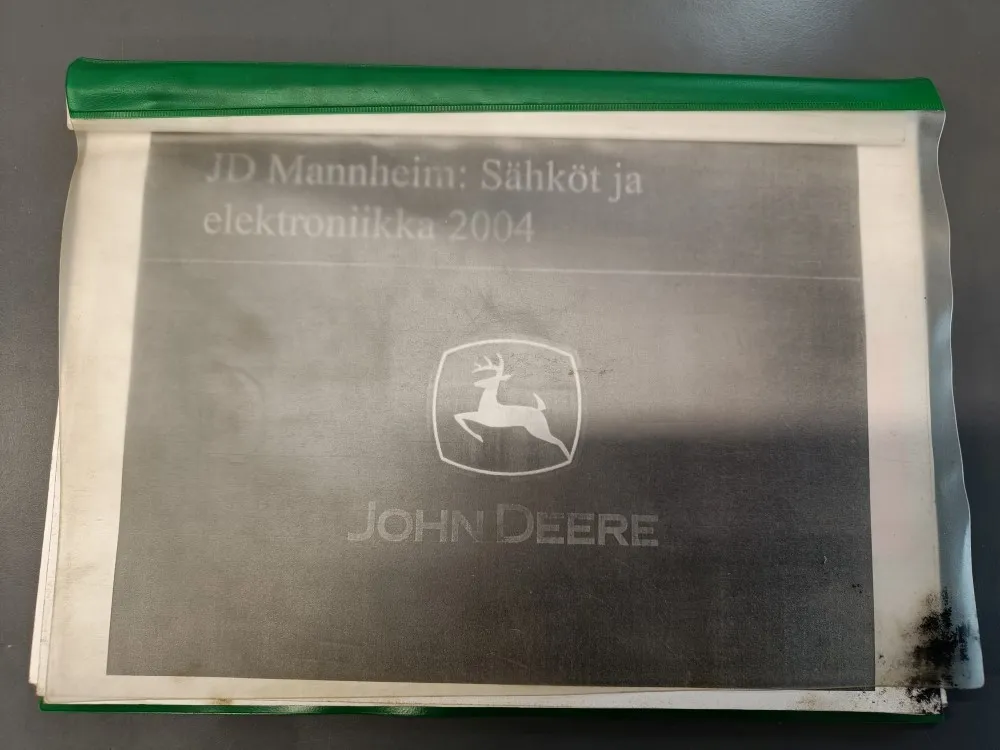 JD Mannheim: Sähköt ja
elektroniikka 2004
JOHN DEERE